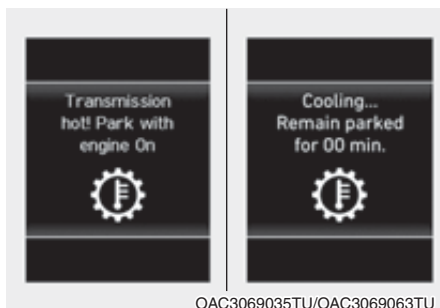 Transmission
hot! Park with
engine On
Cooling...
Remain parked
for 00 min.
OAC3069035TU/OAC3069063TU